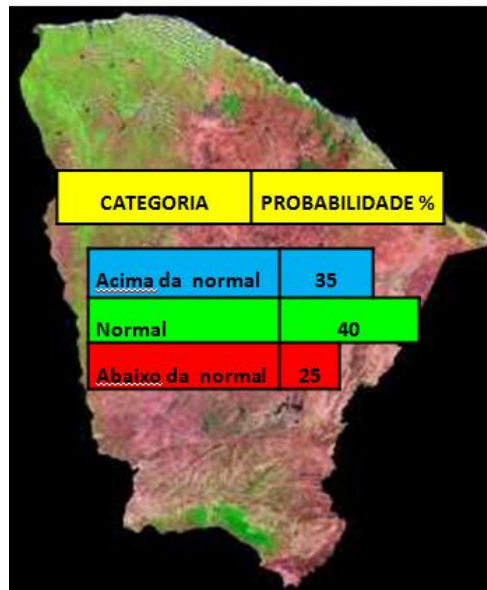 CATEGORIA PROBABILIDADE %
Acima da normal 35
Normal 40
Abaixo da normal 25